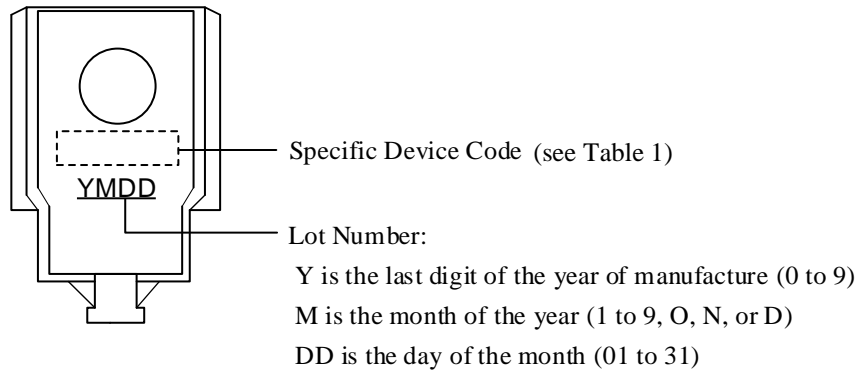 Specific Device Code (see Table 1)
YMDD
Lot Number:
Y is the last digit of the year of manufacture (0 to 9)
M is the month of the year (1 to 9, O, N, or D)
DD is the day of the month (01 to 31)